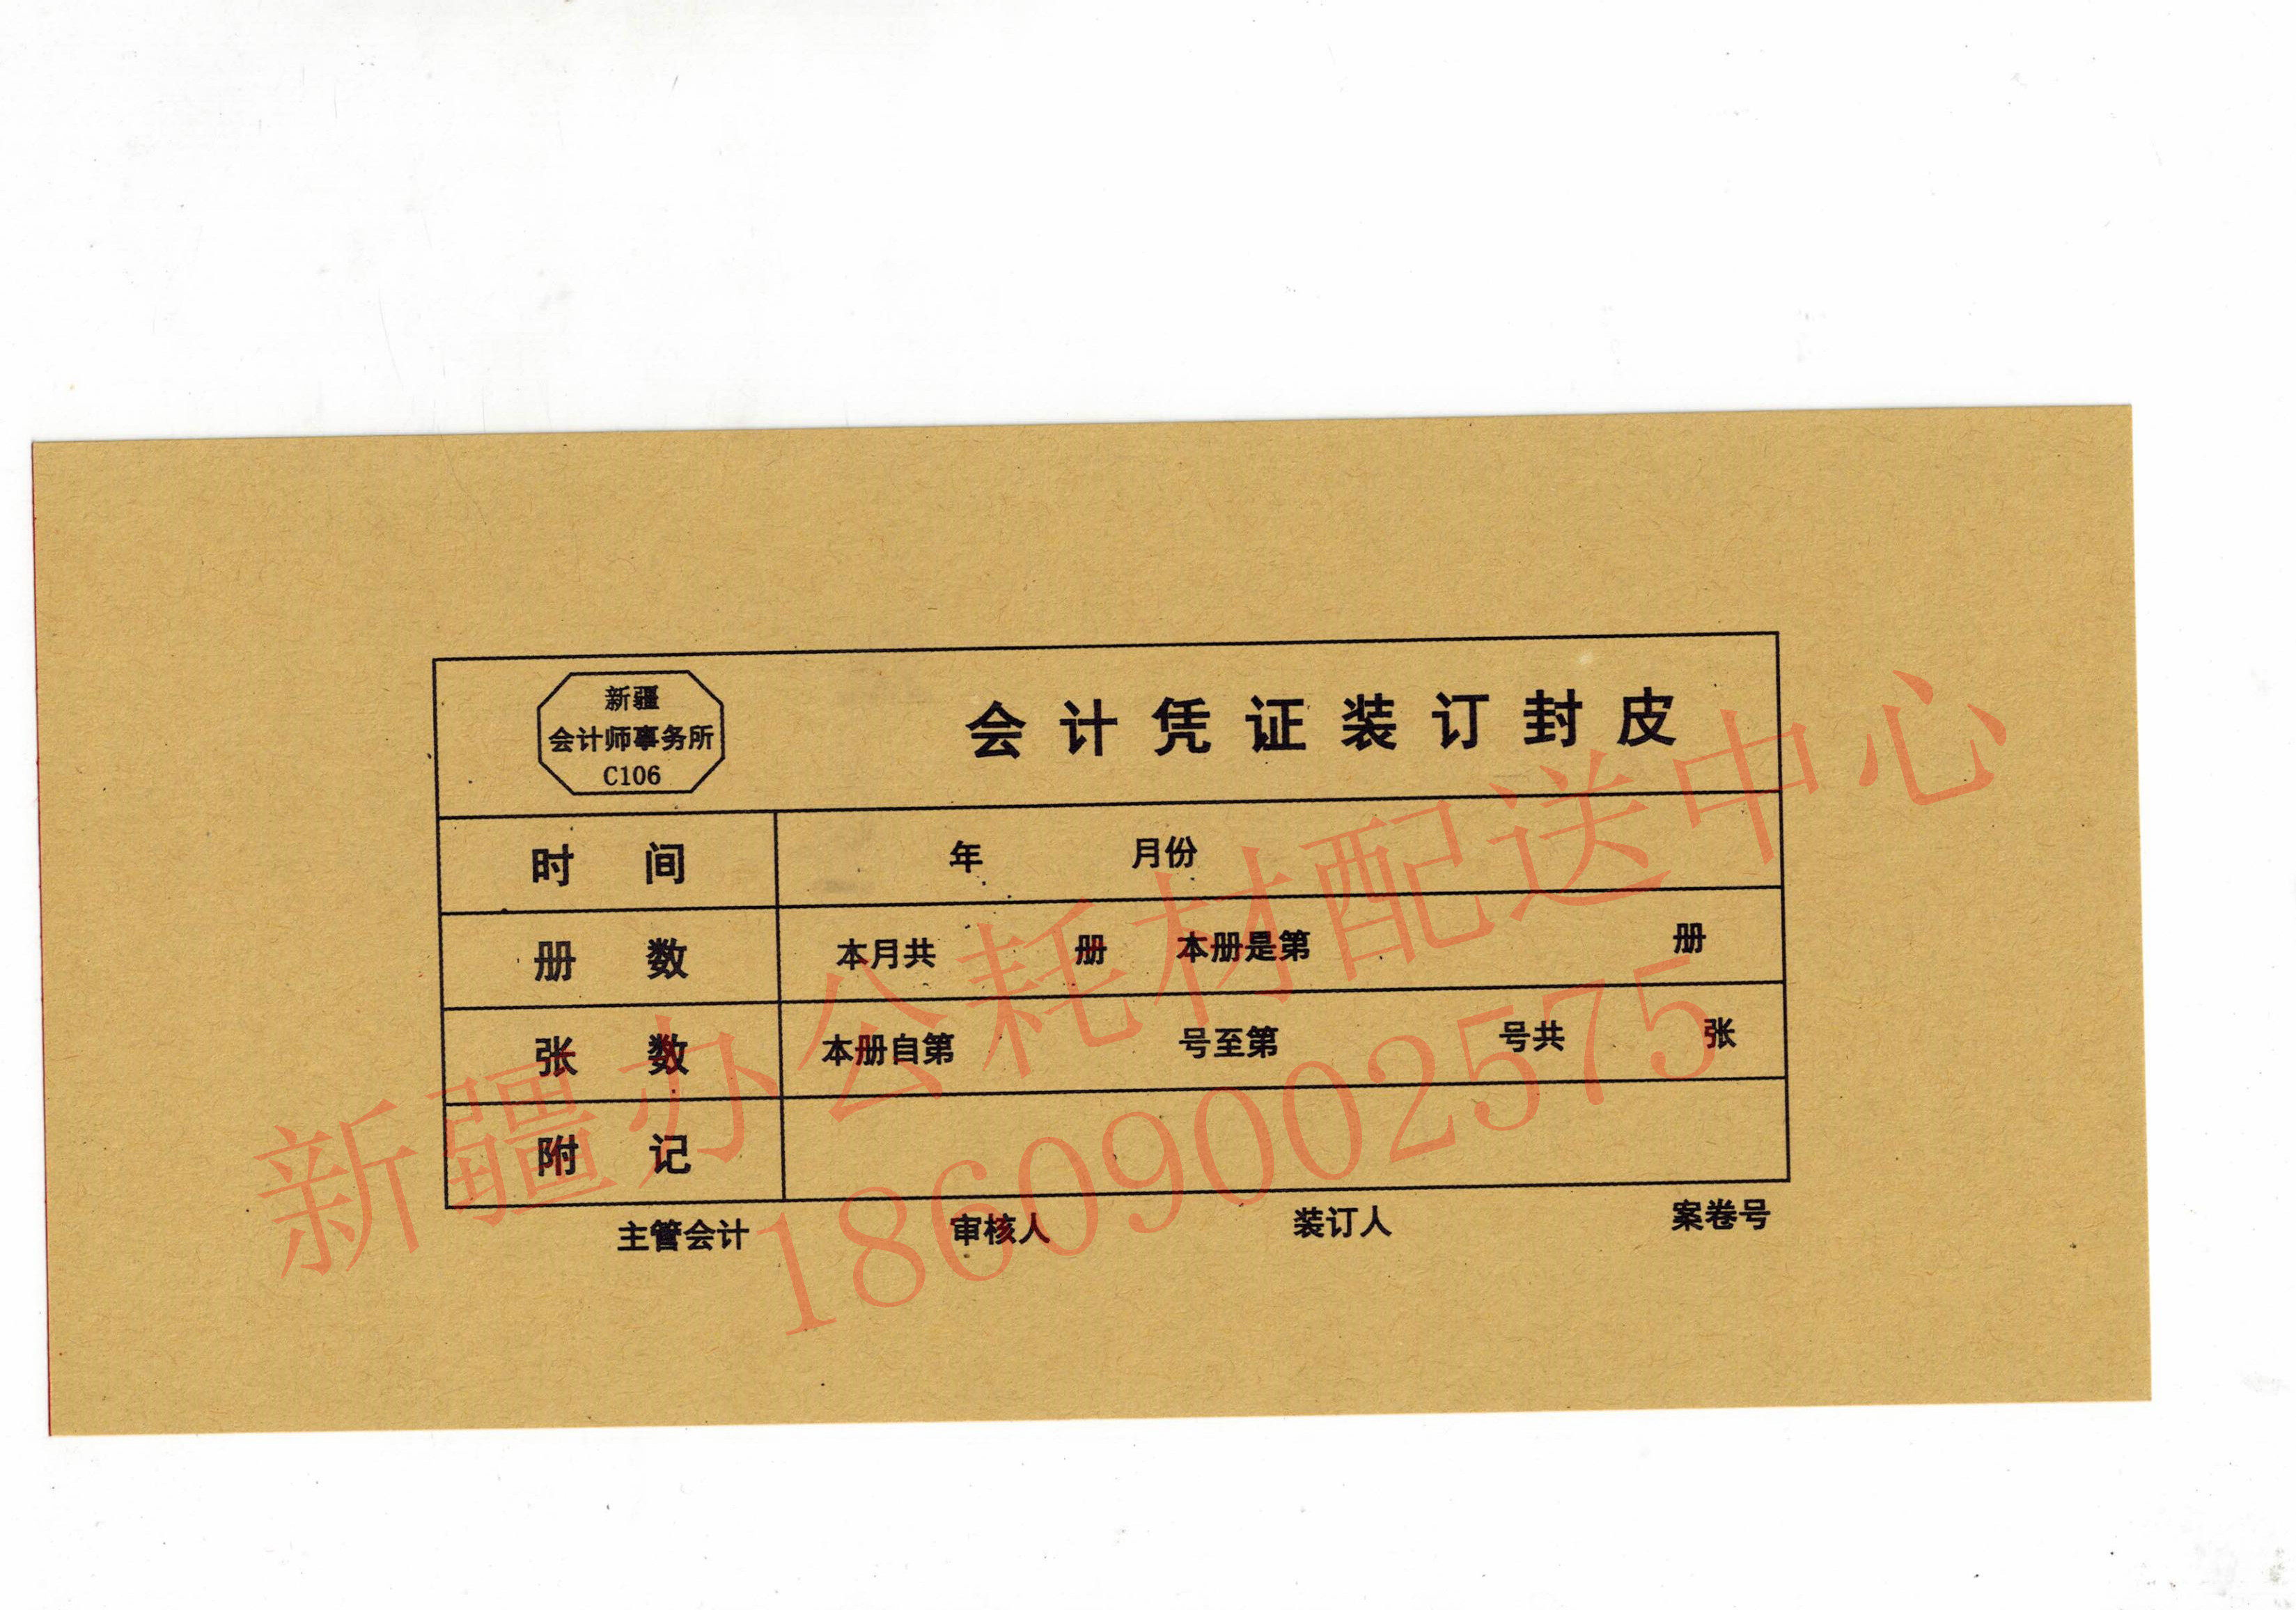 新疆
会计师事务所
C106
会计凭证装订封皮
时间 年 月份
册数 本月共 册 本册是第 册
张数 本册自第 号至第 号共 张
附记
主管会计 审核人 装订人 案卷号
新疆办公耗材配送中心
18609002575